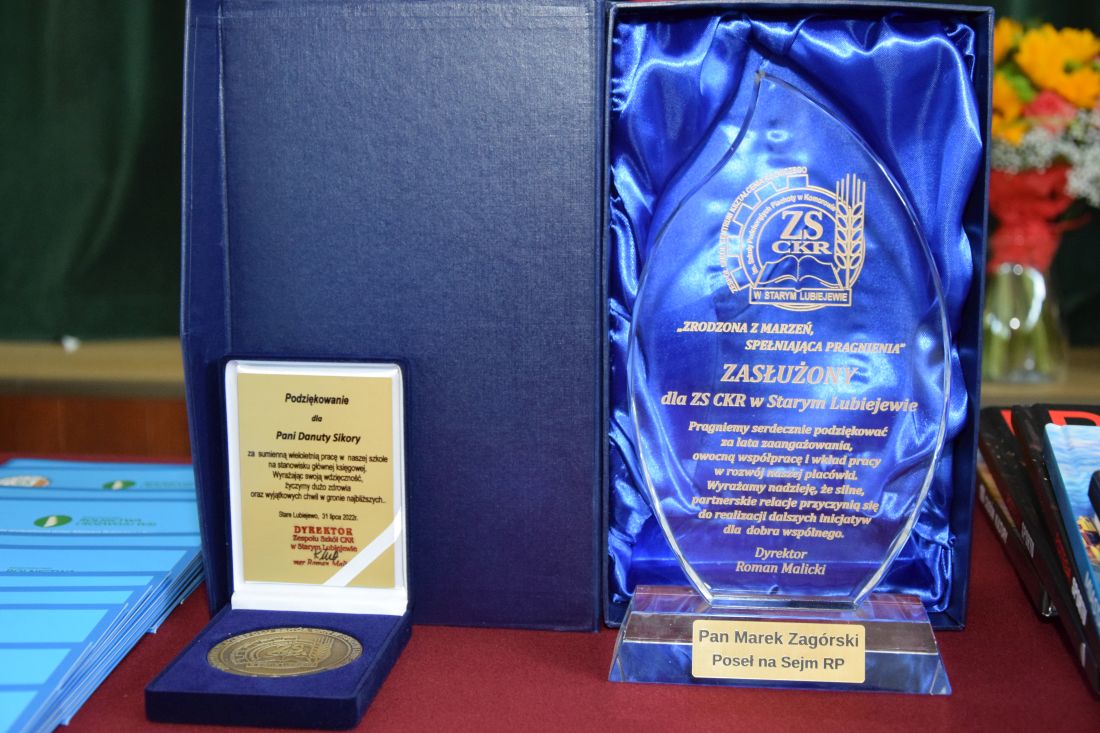 Podziękowanie
dla
Pani Danuty Sikory
za sumienną wieloletnią pracę w naszej szkole
na stanowisku głównej księgowej.
Wyrażając swoją wdzięczność,
życzymy dużo zdrowia
oraz wyjątkowych chwil w gronie najbliższych..
Stare Lubiejewo, 31 lipca 2022r.
DYREKTOR
Zespołu Szkół CKR
w Starym Lubiejewie
mgr Roman
ZS
CKR
W STARYM LUBIEJEWIE
„ZRODZONA Z MARZEŃ,
SPEŁNIAJĄCA PRAGNIENIA"
ZASŁUŻONY
dla ZS CKR w Starym Lubiejewie
Pragniemy serdecznie podziękować
za lata zaangażowania,
owocną współpracę i wkład pracy
w rozwój naszej placówki.
Wyrażamy nadzieję, że silne,
partnerskie relacje przyczynią się
do realizacji dalszych inicjatyw
dla dobra wspólnego.
Dyrektor
Roman Malicki
Pan Marek Zagórski
Poseł na Sejm RP